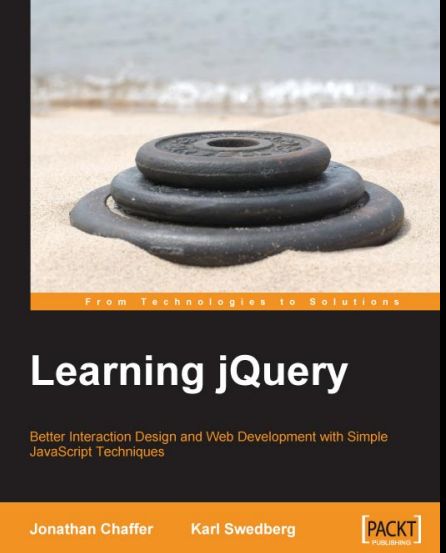 From Technologies to Solutions
Learning jQuery
Better Interaction Design and Web Development with Simple
JavaScript Techniques
Jonathan Chaffer Karl Swedberg
[PACKT]
PUBLISHING